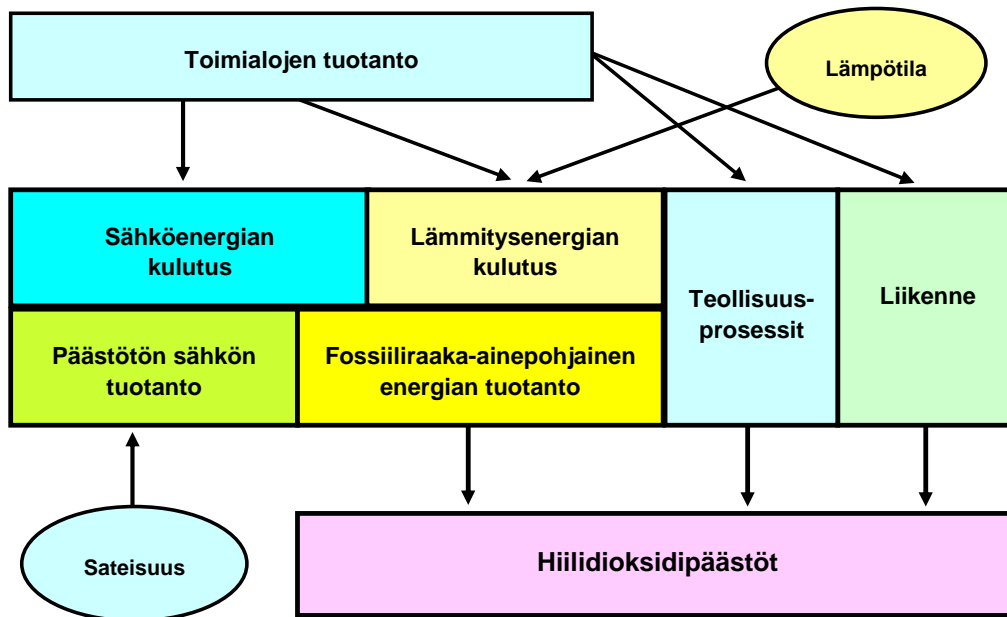 Toimialojen tuotanto
Lämpötila
Sähköenergian
kulutus
Lämmitysenergian
kulutus
Teollisuus-
prosessit
Liikenne
Päästötön sähkön
tuotanto
Fossiiliraaka-ainepohjainen
energian tuotanto
Sateisuus
Hiilidioksidipäästöt